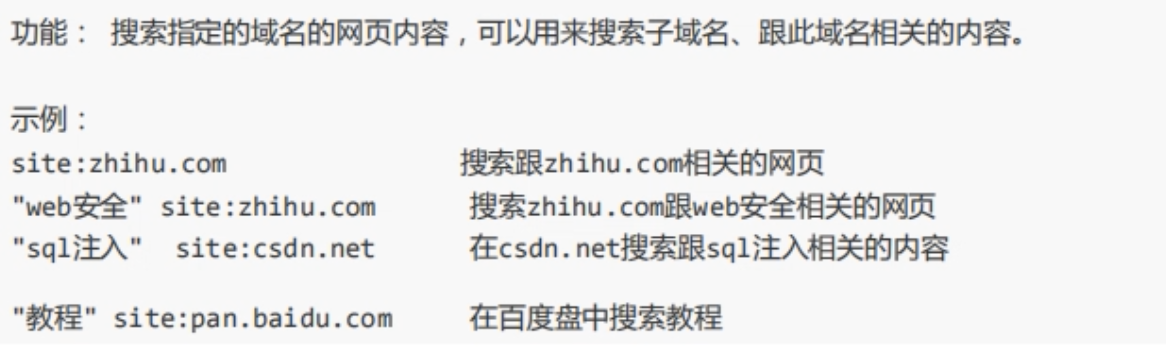 功能： 搜索指定的域名的网页内容，可以用来搜索子域名、跟此域名相关的内容。
示例：
site:zhihu.com 搜索跟zhihu.com相关的网页
"web安全" site:zhihu.com 搜索zhihu.com跟web安全相关的网页
"sql注入" site:csdn.net 在csdn.net搜索跟sql注入相关的内容
"教程" site:pan.baidu.com 在百度盘中搜索教程